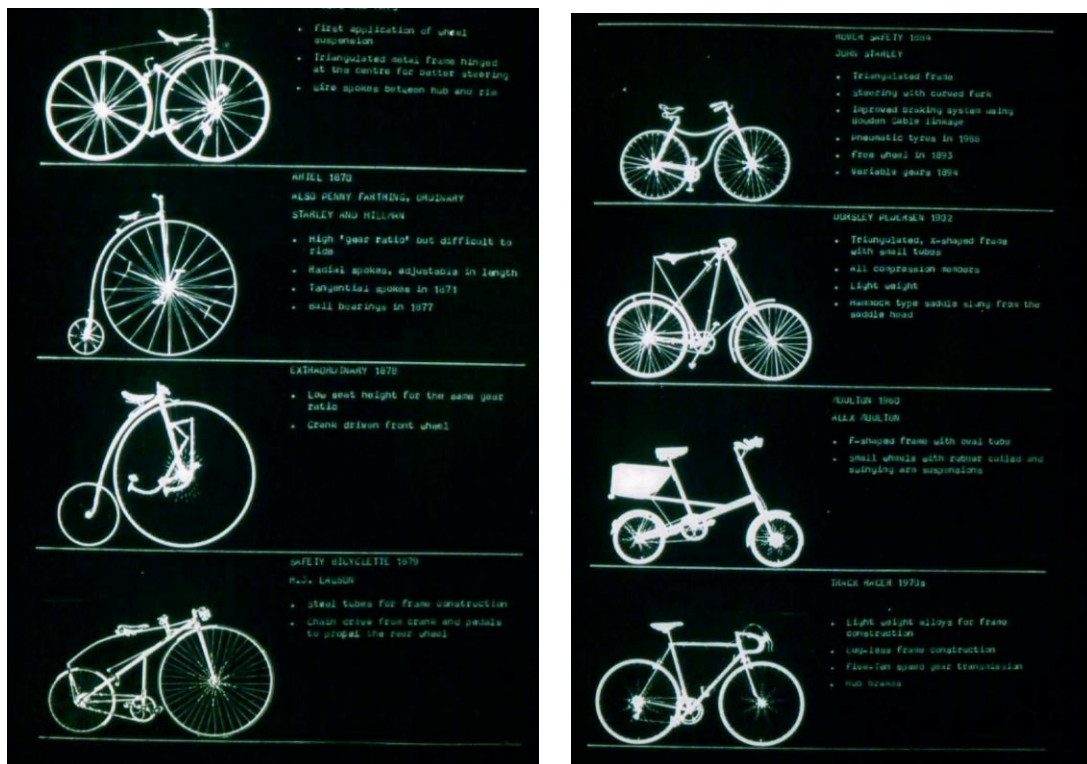 • First application of wheel
suspension
• Triangulated metal frame hinged
at the centre for better steering
• Wire spokes between hub and rim
ARIEL 1870
ALSO PENNY FARTHING, ORDINARY
STARLEY AND HILLMAN
• High "gear ratio" but difficult to
ride
• Radial spokes, adjustable in length
• Tangential spokes in 1871
• Ball bearings in 1877
EXTRAORDINARY 1878
• Low seat height for the same gear
ratio
• Crank driven front wheel
SAFETY BICYCLETTE 1879
H.J. LAWSON
• Steel tubes for frame construction
• Chain drive from crank and pedals
to propel the rear wheel
ROVER SAFETY 1884
JOHN STARLEY
• Triangulated frame
• Steering with curved fork
• Improved braking system using
Bowden Cable linkage
• Pneumatic tyres in 1988
• Free wheel in 1893
• Variable gears 1894
DURSLEY PEDERSEN 1902
• Triangulated, X-shaped frame
with small tubes
• All compression members
• Light weight
• Hammock type saddle slung from the
saddle head
MOULTON 1960
ALEX MOULTON
• F-shaped frame with oval tube
• Small wheels with rubber coiled and
swinging arm suspensions
TRACK RACER 1970s
• Light weight alloys for frame
construction
• Lug-less frame construction
• Five-Ten speed gear transmission
• Hub brakes